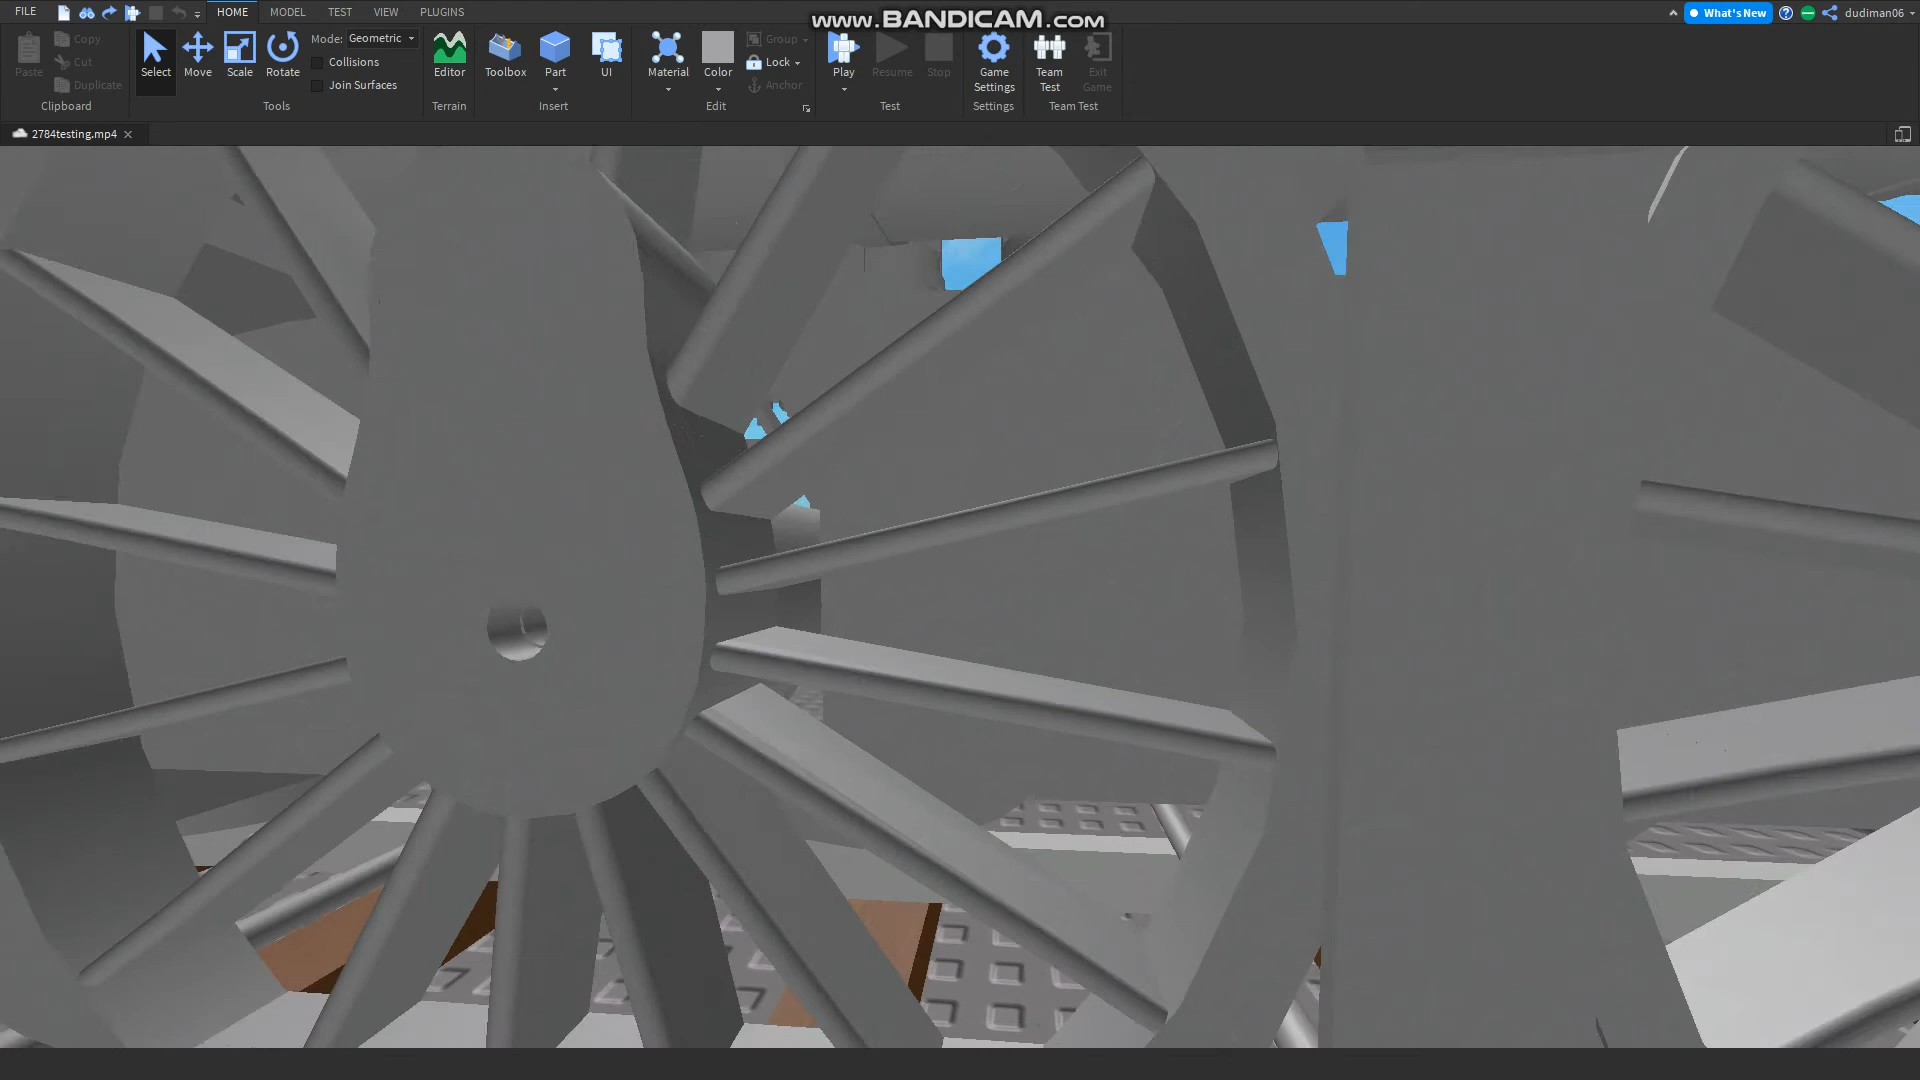 www.BANDICAM.com
FILE HOME MODEL TEST VIEW PLUGINS
What's New dudiman06
Paste
Copy
Cut
Duplicate
Clipboard
Select Move Scale Rotate
Mode: Geometric
Collisions
Join Surfaces
Tools
Editor
Terrain
Toolbox Part UI
Insert
Material Color
Group
Lock
Anchor
Edit
Play Resume Stop
Test
Game
Settings
Settings
Team
Test
Exit
Game
Team Test
2784testing.mp4